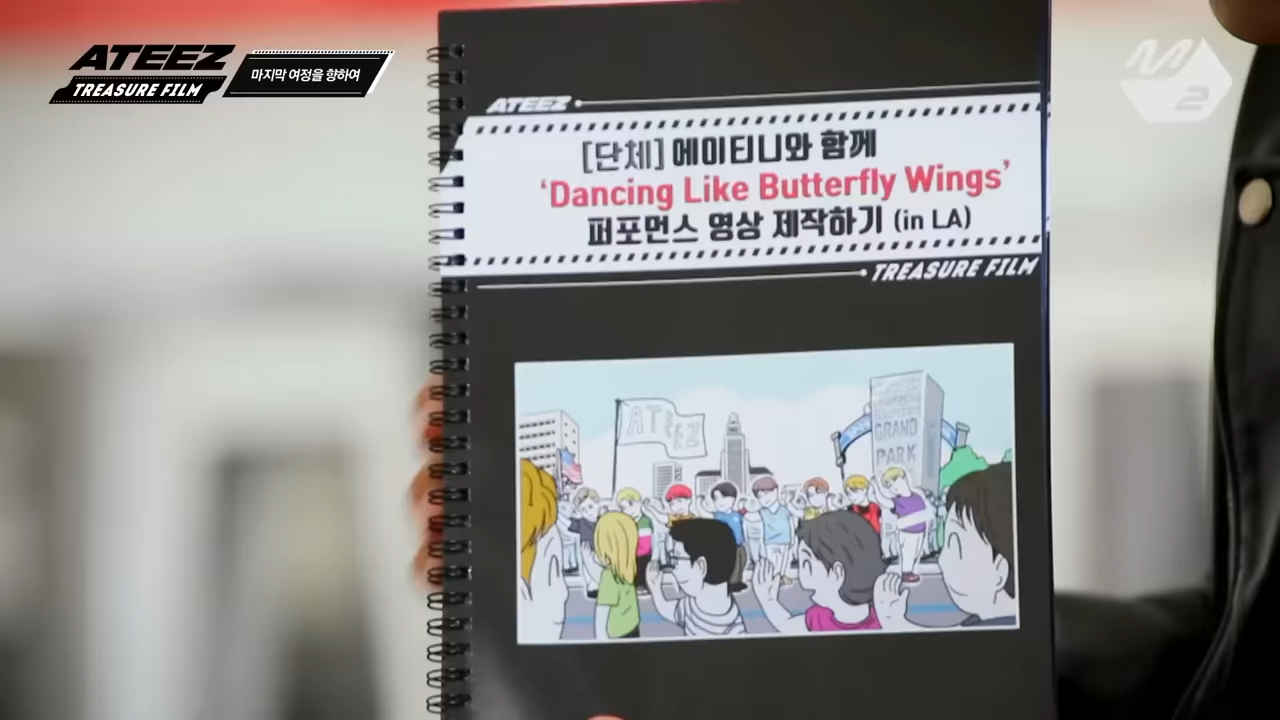 ATEEZ
TREASURE FILM
마지막 여정을 향하여
M2
ATEEZ
[단체] 에이티니와 함께
‘Dancing Like Butterfly Wings’
퍼포먼스 영상 제작하기 (in LA)
TREASURE FILM
ATEEZ
GRAND
PARK